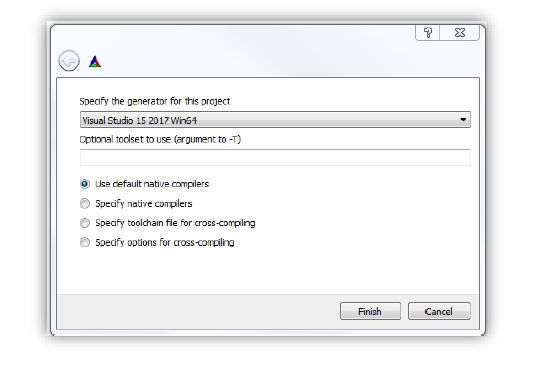 ?
Specify the generator for this project
Visual Studio 15 2017 Win64
Optional toolset to use (argument to -T)
Use default native compilers
Specify native compilers
Specify toolchain file for cross-compiling
Specify options for cross-compiling
Finish Cancel